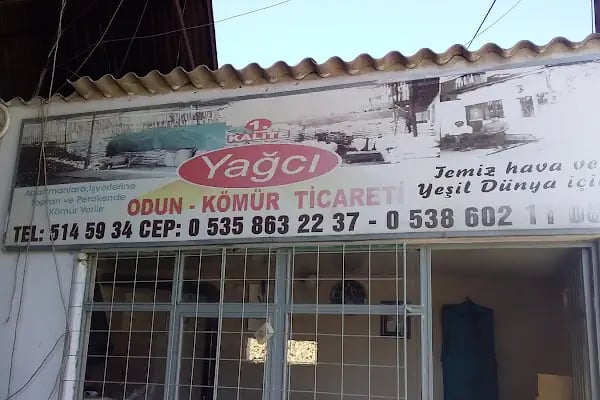 1.
KALİTE
Yağcı
Apartmanlara,İşyerlerine
Toptan ve Perakende
Kömür Verilir
ODUN - KÖMÜR TİCARETİ
Temiz hava ve
Yeşil Dünya için
TEL: 514 59 34 CEP: 0 535 863 22 37 - 0 538 602 11